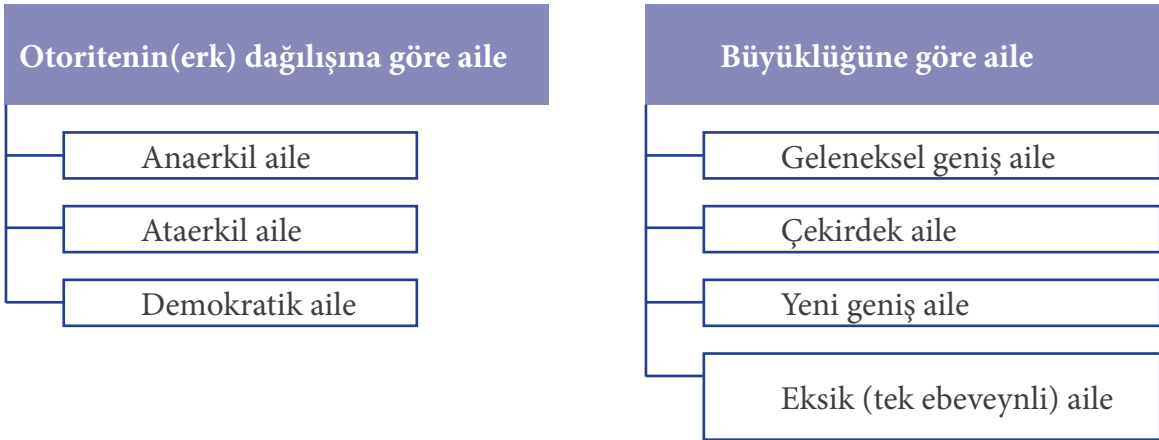 Otoritenin(erk) dağılışına göre aile
Anaerkil aile
Ataerkil aile
Demokratik aile
Büyüklüğüne göre aile
Geleneksel geniş aile
Çekirdek aile
Yeni geniş aile
Eksik (tek ebeveynli) aile